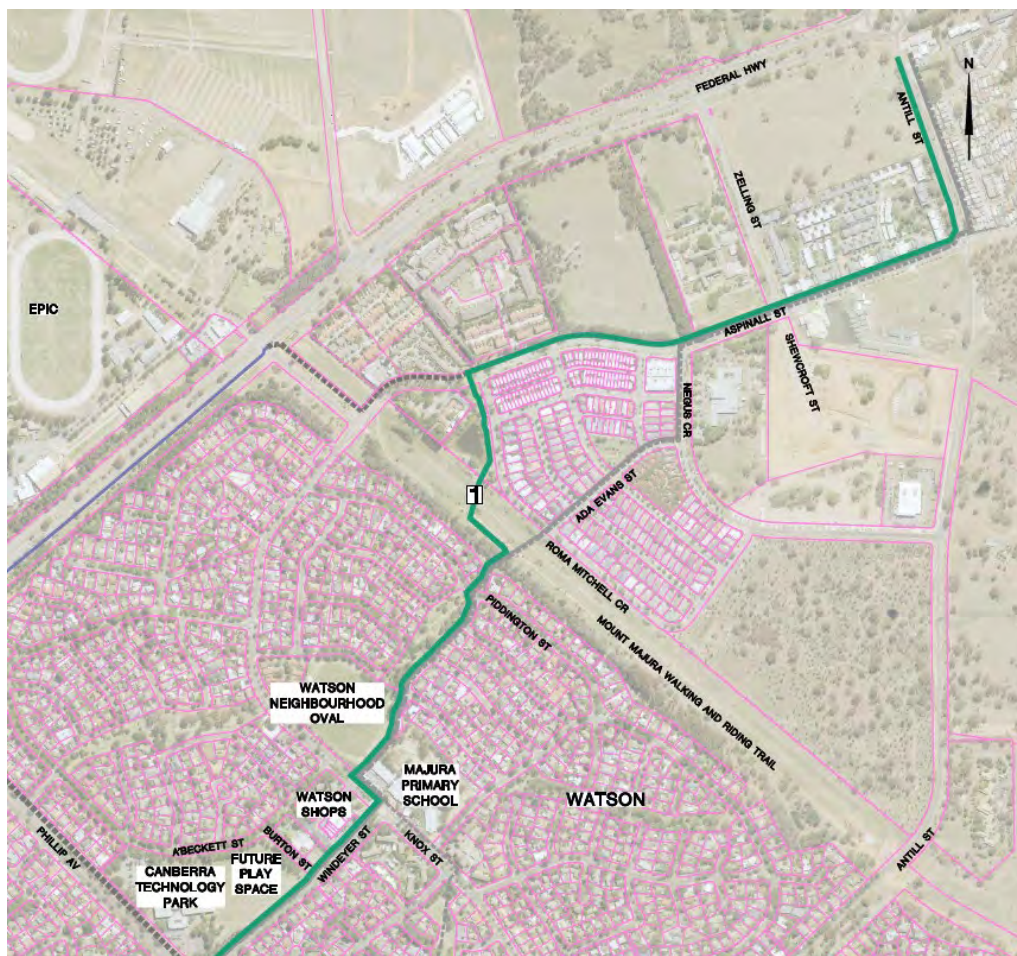 FEDERAL HWY
N
ANTILL ST
ZELLING ST
EPIC
ASPINALL ST
SHEWCROFT ST
NEGUS CR
ADA EVANS ST
1
ROMA MITCHELL CR
PIDDINGTON ST
MOUNT MAJURA WALKING AND RIDING TRAIL
WATSON
NEIGHBOURHOOD
OVAL
MAJURA
PRIMARY
SCHOOL
WATSON
SHOPS
WATSON
KNOX ST
WINDEYER ST
BURTON ST
A'BECKETT ST
PHILLIP AV
FUTURE
PLAY
SPACE
CANBERRA
TECHNOLOGY
PARK
ANTILL ST